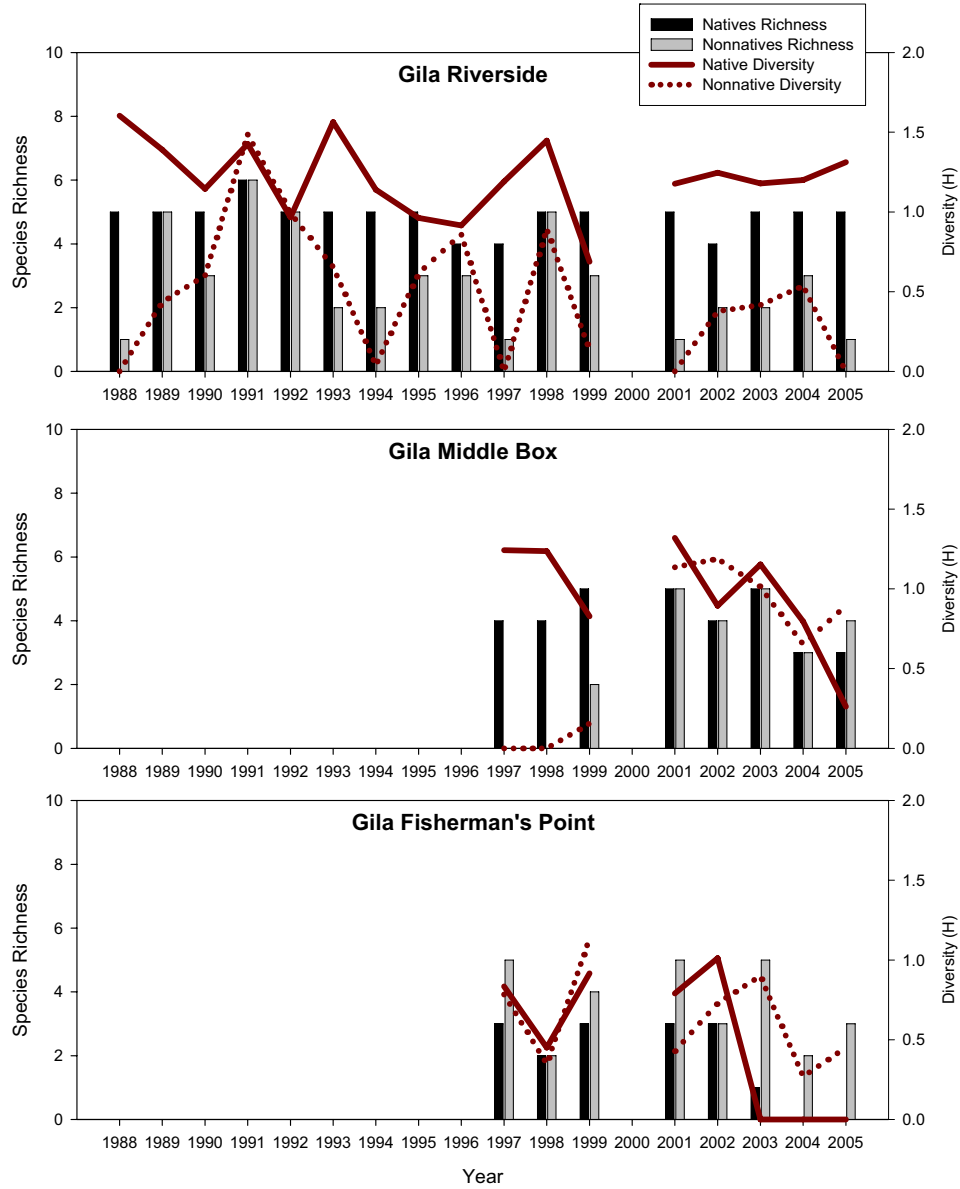 Natives Richness
Nonnatives Richness
Native Diversity
Nonnative Diversity
Gila Riverside
Species Richness
10
8
6
4
2
0
Diversity (H)
2.0
1.5
1.0
0.5
0.0
1988 1989 1990 1991 1992 1993 1994 1995 1996 1997 1998 1999 2000 2001 2002 2003 2004 2005
Gila Middle Box
Species Richness
10
8
6
4
2
0
Diversity (H)
2.0
1.5
1.0
0.5
0.0
1988 1989 1990 1991 1992 1993 1994 1995 1996 1997 1998 1999 2000 2001 2002 2003 2004 2005
Gila Fisherman's Point
Species Richness
10
8
6
4
2
0
Diversity (H)
2.0
1.5
1.0
0.5
0.0
1988 1989 1990 1991 1992 1993 1994 1995 1996 1997 1998 1999 2000 2001 2002 2003 2004 2005
Year